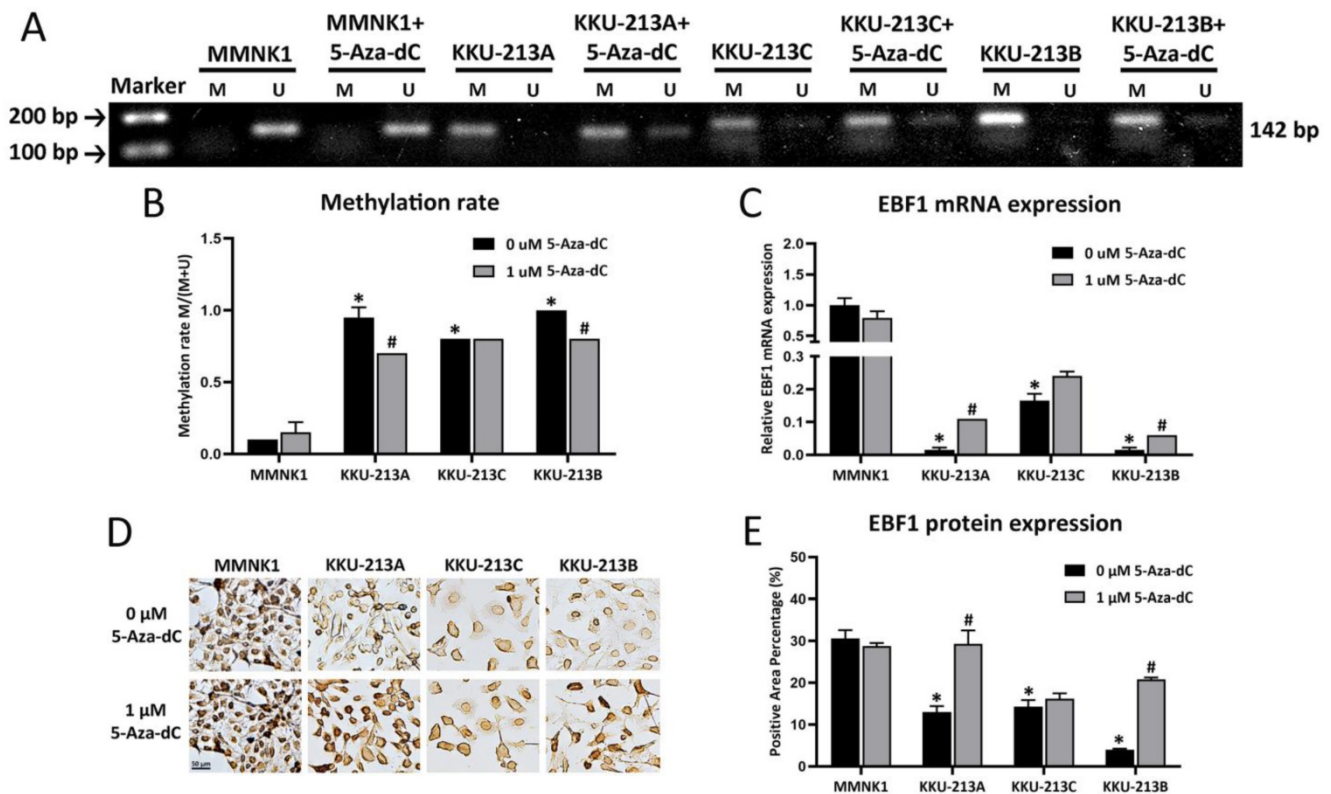 A
MMNK1
MMNK1+
5-Aza-dC
KKU-213A
KKU-213A+
5-Aza-dC
KKU-213C
KKU-213C+
5-Aza-dC
KKU-213B
KKU-213B+
5-Aza-dC
Marker M U M U M U M U M U M U M U M U
200 bp →
100 bp →
142 bp
B
Methylation rate
0 uM 5-Aza-dC
1 uM 5-Aza-dC
Methylation rate M/(M+U)
1.5
1.0
0.5
0.0
* # * * #
MMNK1 KKU-213A KKU-213C KKU-213B
C
EBF1 mRNA expression
0 uM 5-Aza-dC
1 uM 5-Aza-dC
Relative EBF1 mRNA expression
2.0
1.5
1.0
0.5
0.3
0.2
0.1
0.0
* # * * #
MMNK1 KKU-213A KKU-213C KKU-213B
D
MMNK1 KKU-213A KKU-213C KKU-213B
0 μM
5-Aza-dC
1 μM
5-Aza-dC
50 μm
E
EBF1 protein expression
0 μM 5-Aza-dC
1 μM 5-Aza-dC
Positive Area Percentage (%)
50
40
30
20
10
0
* # * * #
MMNK1 KKU-213A KKU-213C KKU-213B